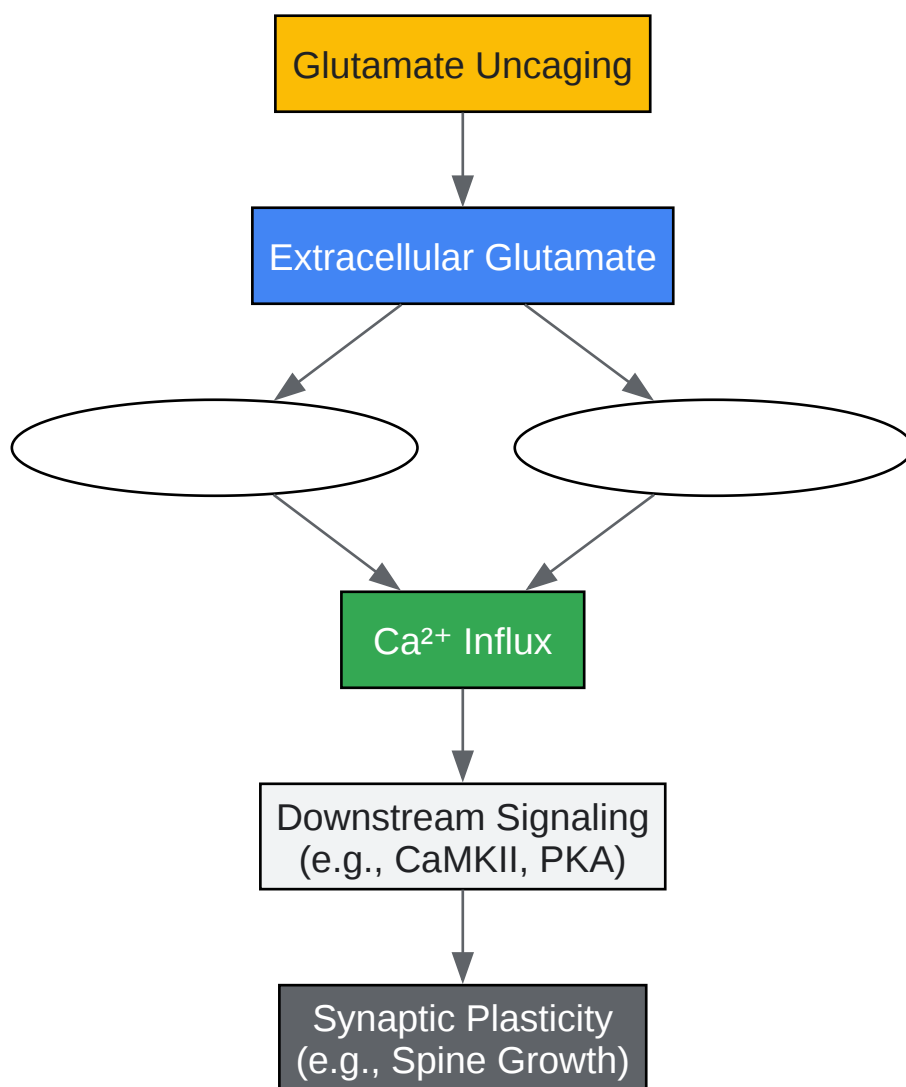 Glutamate Uncaging
Extracellular Glutamate
Ca²⁺ Influx
Downstream Signaling
(e.g., CaMKII, PKA)
Synaptic Plasticity
(e.g., Spine Growth)